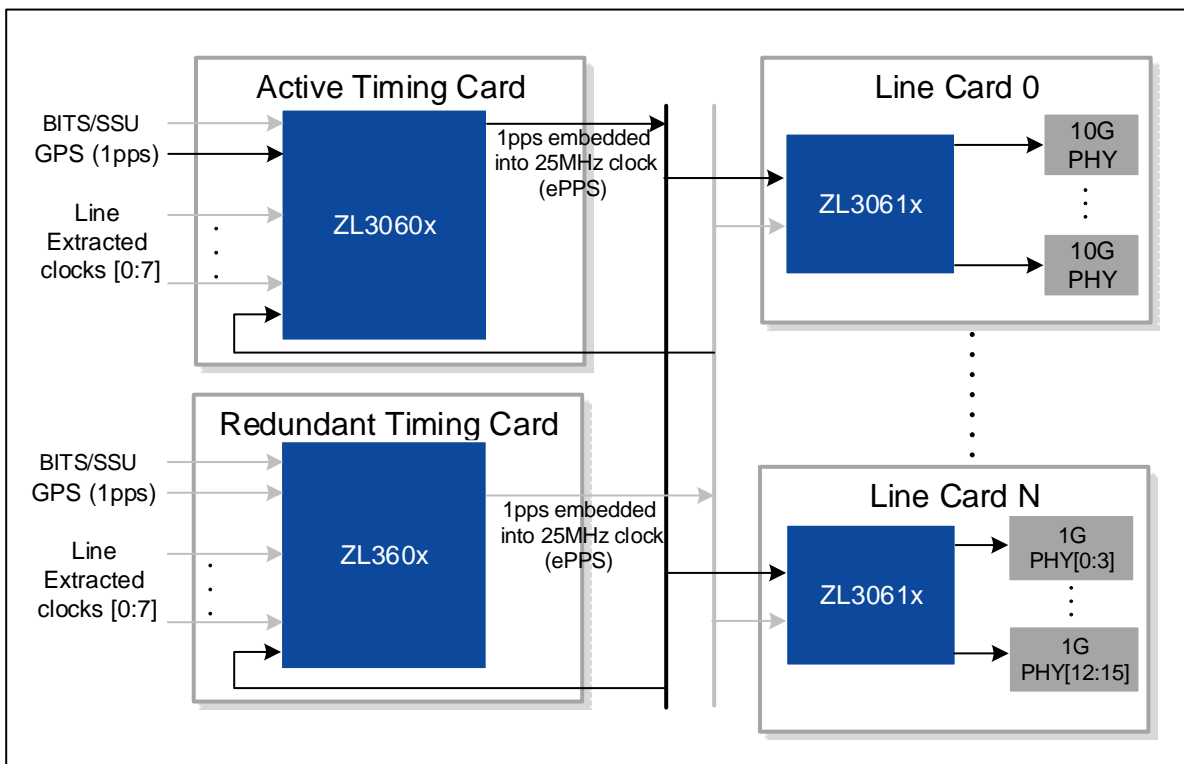 Active Timing Card
BITS/SSU
GPS (1pps)
Line
Extracted
clocks [0:7]
ZL3060x
1pps embedded
into 25MHz clock
(ePPS)
Line Card 0
ZL3061x
10G
PHY
10G
PHY
Redundant Timing Card
BITS/SSU
GPS (1pps)
Line
Extracted
clocks [0:7]
ZL360x
1pps embedded
into 25MHz clock
(ePPS)
Line Card N
ZL3061x
1G
PHY[0:3]
1G
PHY[12:15]